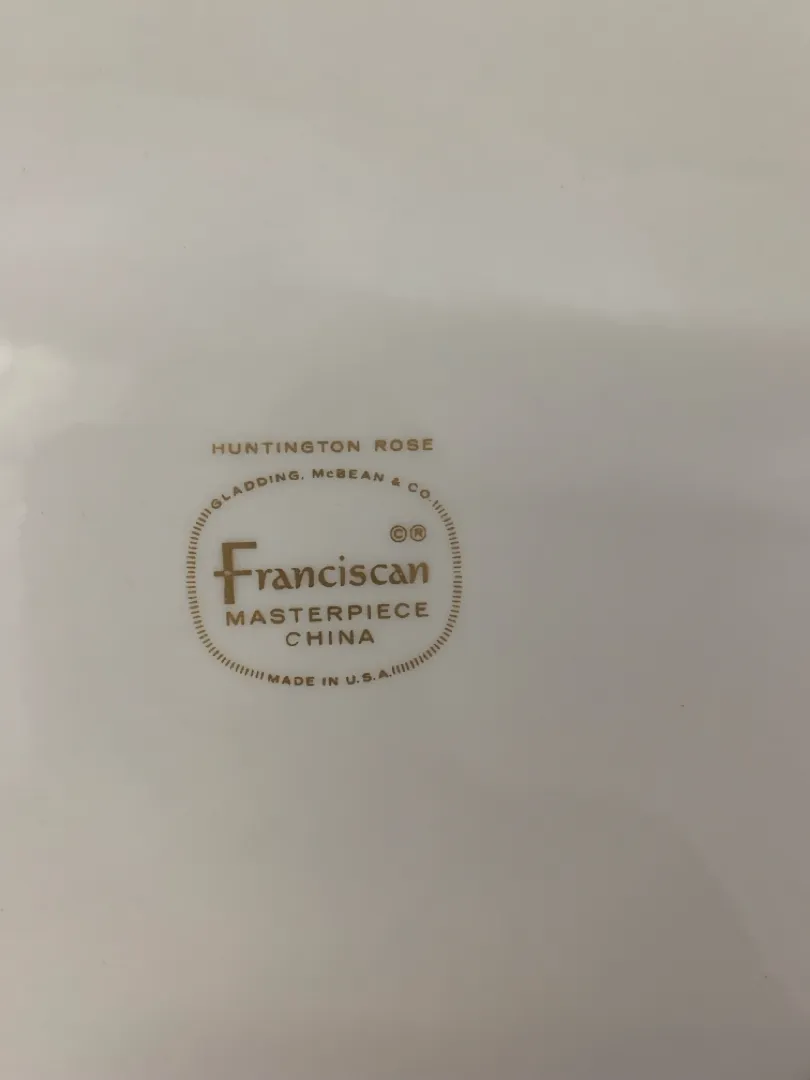 HUNTINGTON ROSE
GLADDING, McBEAN & CO.
©®
Franciscan
MASTERPIECE
CHINA
MADE IN U.S.A.